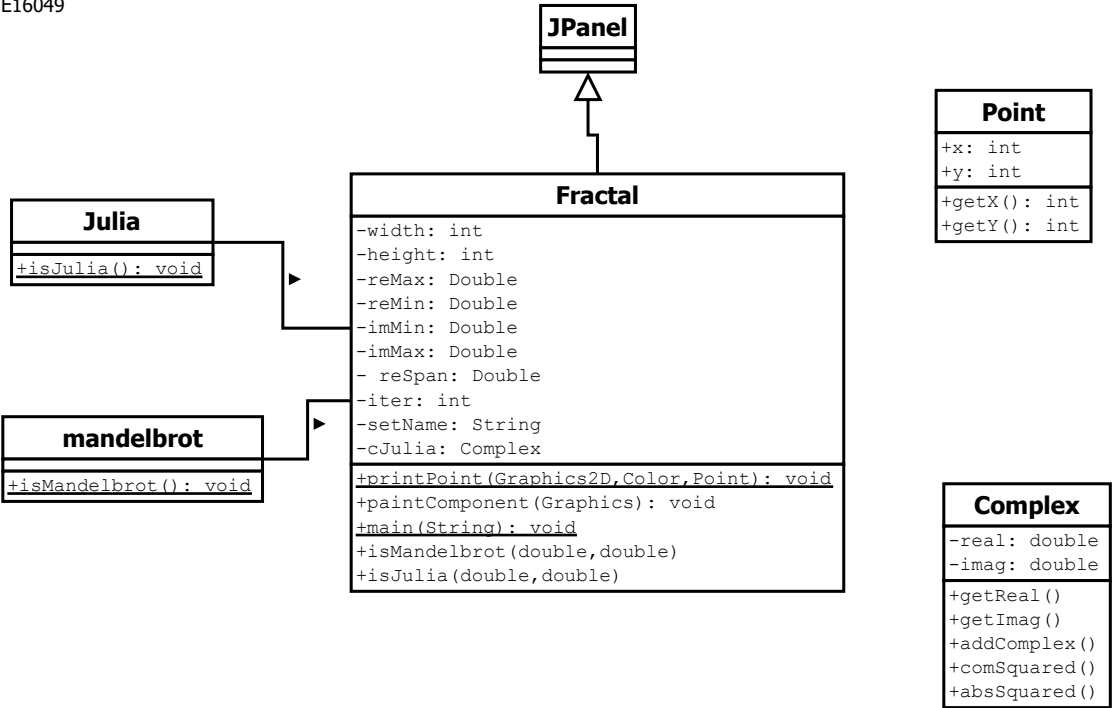 E16049
JPanel
Point
+x: int
+y: int
+getX(): int
+getY(): int
Fractal
-width: int
-height: int
-reMax: Double
-reMin: Double
-imMin: Double
-imMax: Double
- reSpan: Double
-iter: int
-setName: String
-cJulia: Complex
+printPoint(Graphics2D,Color,Point): void
+paintComponent(Graphics): void
+main(String): void
+isMandelbrot(double,double)
+isJulia(double,double)
Julia
+isJulia(): void
mandelbrot
+isMandelbrot(): void
Complex
-real: double
-imag: double
+getReal()
+getImag()
+addComplex()
+comSquared()
+absSquared()